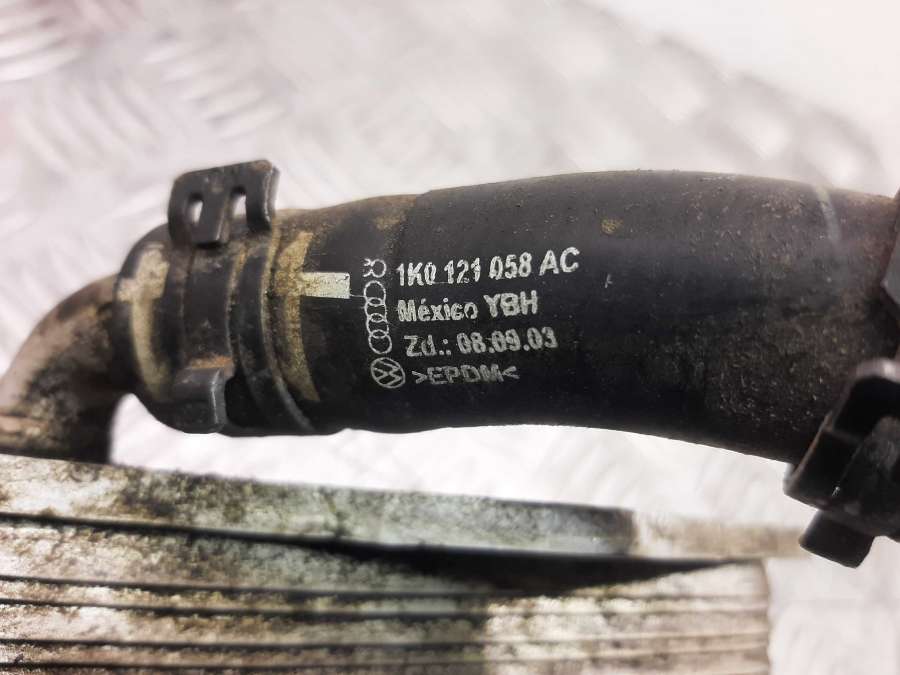 1K0 121 058 AC
México YBH
Zd.: 08.09.03
>EPDM<